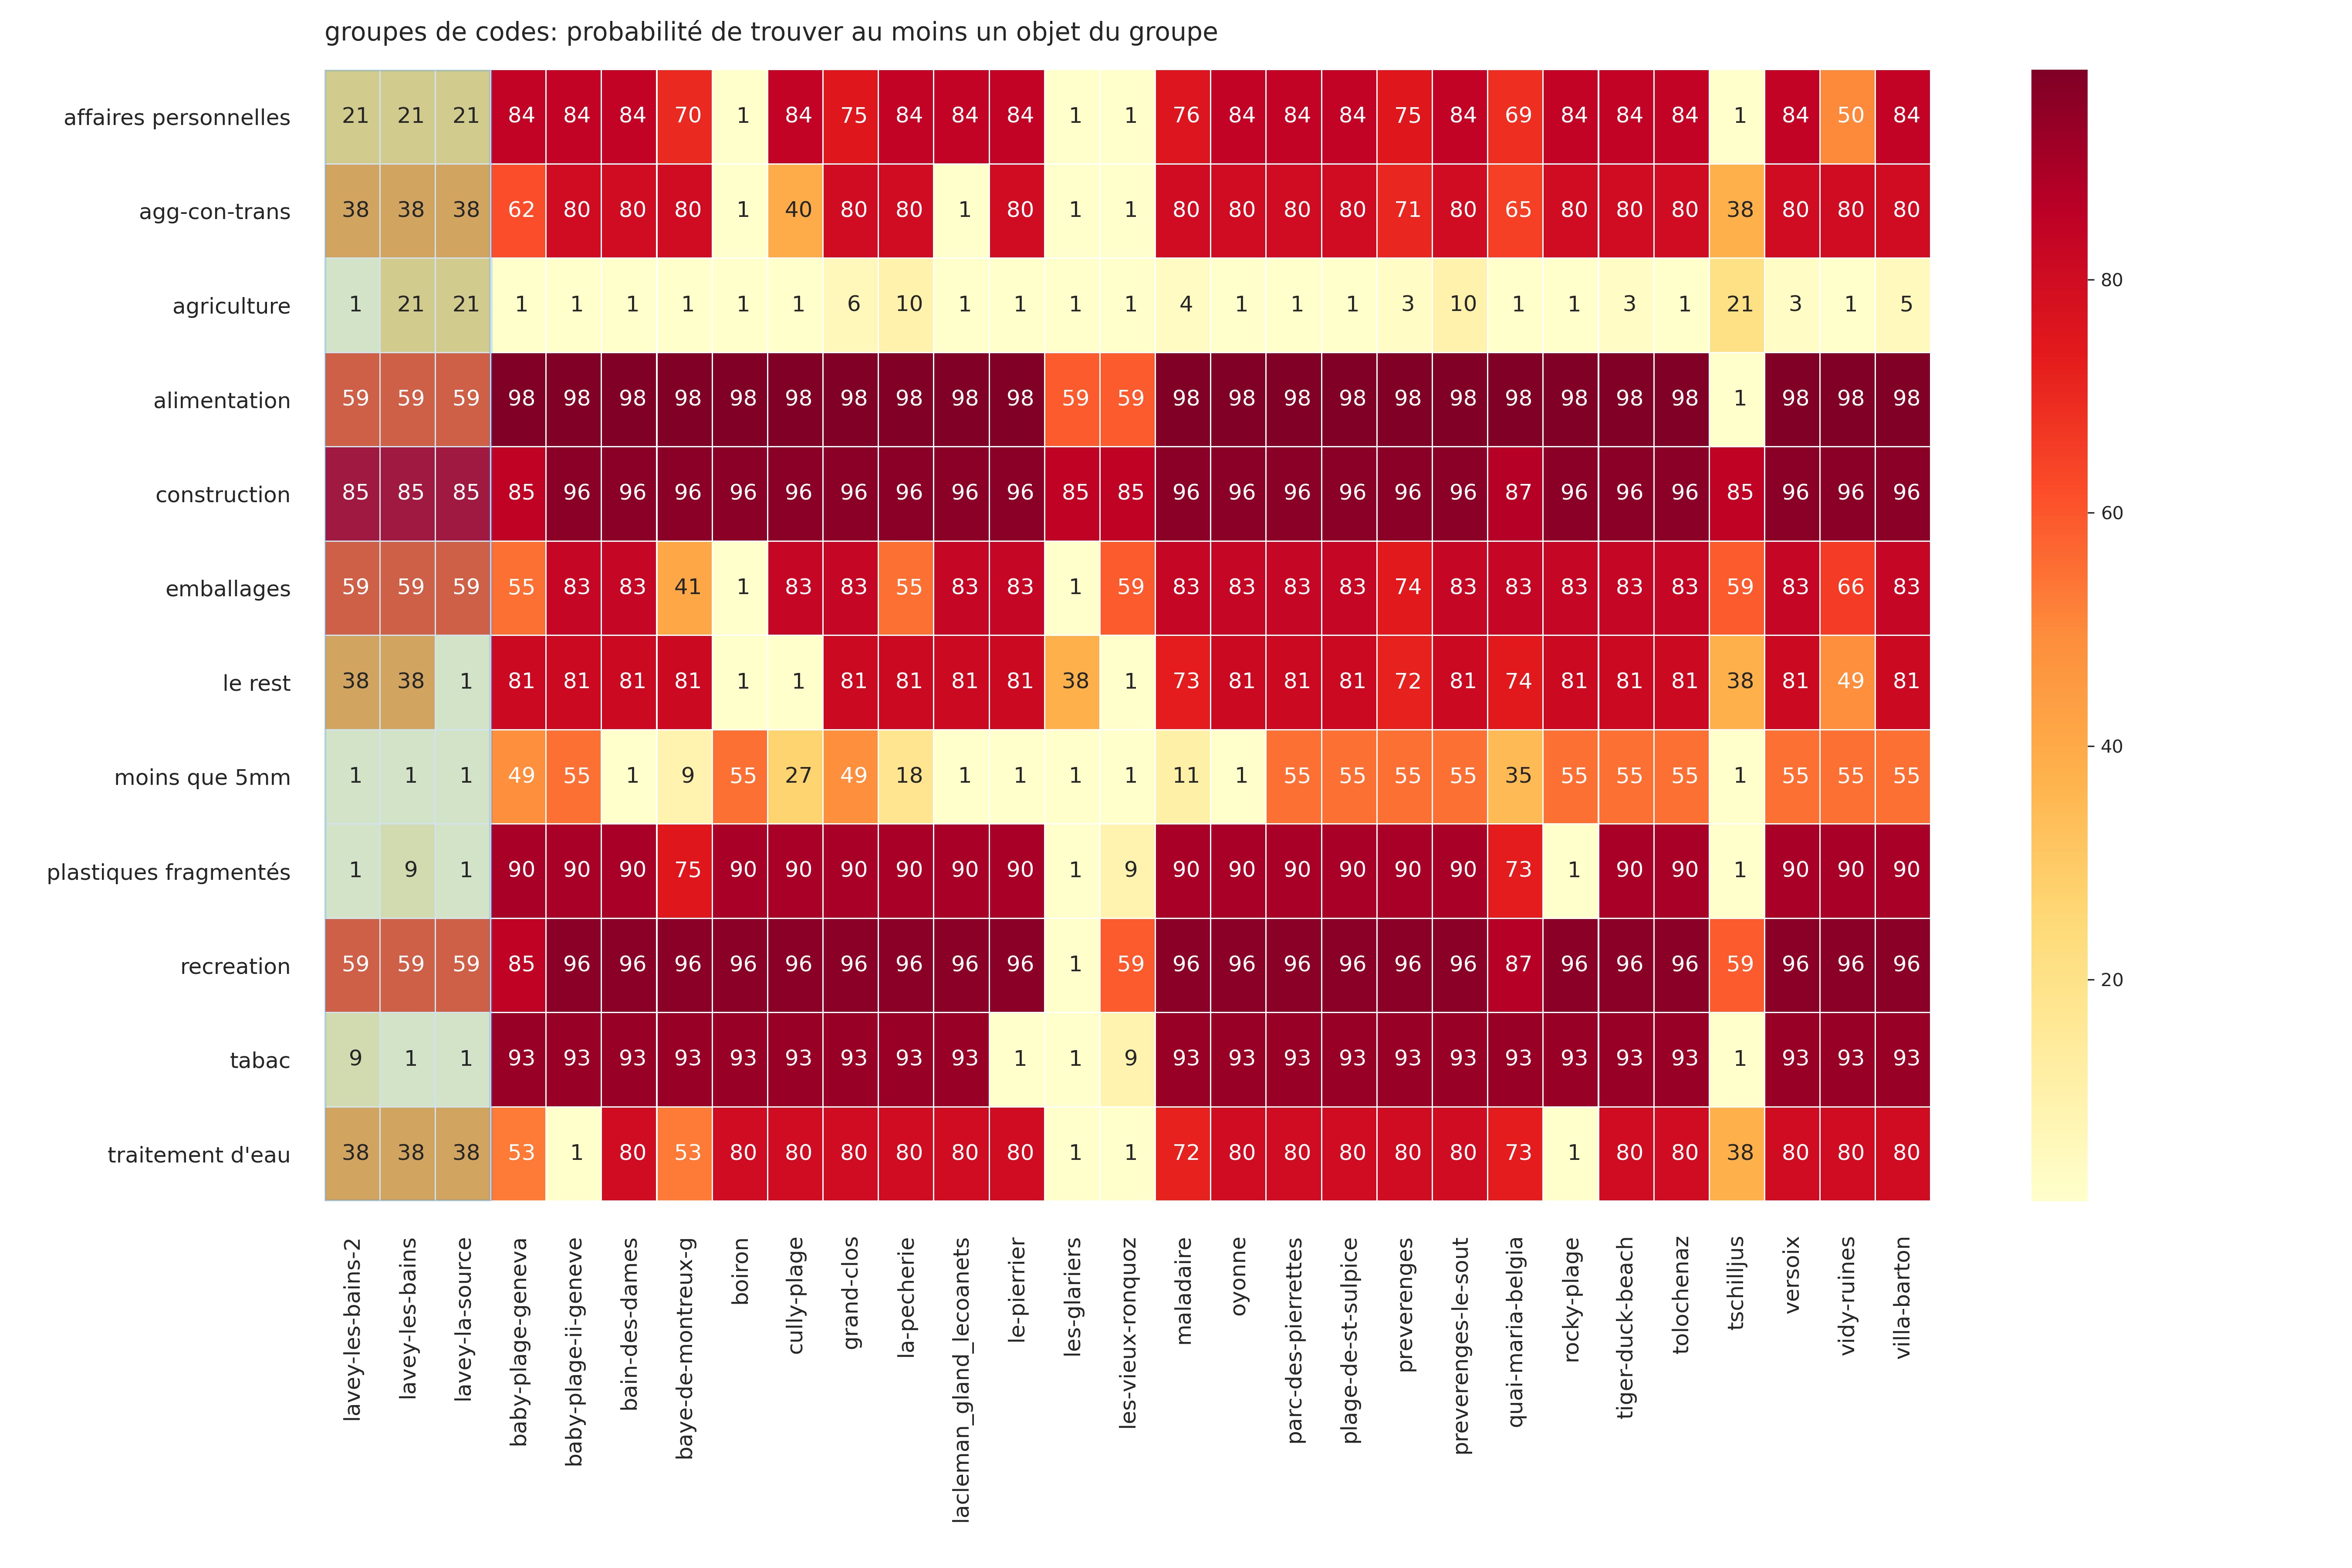 groupes de codes: probabilité de trouver au moins un objet du groupe
affaires personnelles 21 21 21 84 84 84 70 1 84 75 84 84 84 1 1 76 84 84 84 75 84 69 84 84 84 1 84 50 84
agg-con-trans 38 38 38 62 80 80 80 1 40 80 80 1 80 1 1 80 80 80 80 71 80 65 80 80 80 38 80 80 80
80
agriculture 1 21 21 1 1 1 1 1 1 6 10 1 1 1 1 4 1 1 1 3 10 1 1 3 1 21 3 1 5
alimentation 59 59 59 98 98 98 98 98 98 98 98 98 98 59 59 98 98 98 98 98 98 98 98 98 98 1 98 98 98
construction 85 85 85 85 96 96 96 96 96 96 96 96 96 85 85 96 96 96 96 96 96 87 96 96 96 85 96 96 96
60
emballages 59 59 59 55 83 83 41 1 83 83 55 83 83 1 59 83 83 83 83 74 83 83 83 83 83 59 83 66 83
le rest 38 38 1 81 81 81 81 1 1 81 81 81 81 38 1 73 81 81 81 72 81 74 81 81 81 38 81 49 81
40
moins que 5mm 1 1 1 49 55 1 9 55 27 49 18 1 1 1 1 11 1 55 55 55 55 35 55 55 55 1 55 55 55
plastiques fragmentés 1 9 1 90 90 90 75 90 90 90 90 90 90 1 9 90 90 90 90 90 90 73 1 90 90 1 90 90 90
recreation 59 59 59 85 96 96 96 96 96 96 96 96 96 1 59 96 96 96 96 96 96 87 96 96 96 59 96 96 96
20
tabac 9 1 1 93 93 93 93 93 93 93 93 93 1 1 9 93 93 93 93 93 93 93 93 93 93 1 93 93 93
traitement d'eau 38 38 38 53 1 80 53 80 80 80 80 80 80 1 1 72 80 80 80 80 80 73 1 80 80 38 80 80 80
lavey-les-bains-2
lavey-les-bains
lavey-la-source
baby-plage-geneva
baby-plage-ii-geneve
bain-des-dames
baye-de-montreux-g
boiron
cully-plage
grand-clos
la-pecherie
lacleman_gland_lecoanets
le-pierrier
les-glariers
les-vieux-ronquoz
maladaire
oyonne
parc-des-pierrettes
plage-de-st-sulpice
preverenges
preverenges-le-sout
quai-maria-belgia
rocky-plage
tiger-duck-beach
tolochenaz
tschilljus
versoix
vidy-ruines
villa-barton